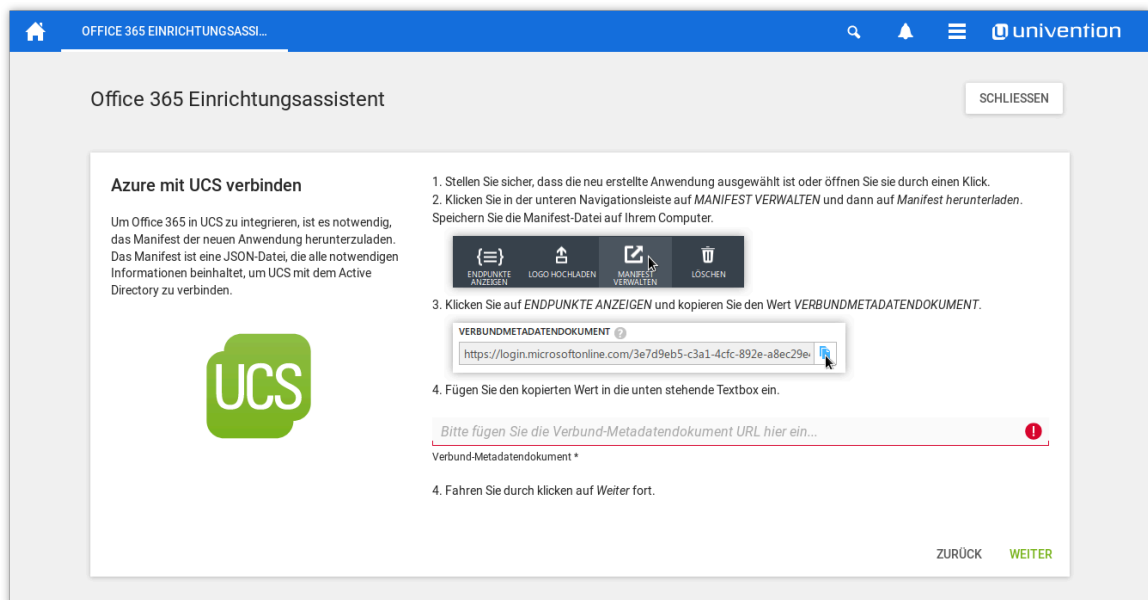 OFFICE 365 EINRICHTUNGSASSI...
univention
Office 365 Einrichtungsassistent
SCHLIESSEN
Azure mit UCS verbinden
Um Office 365 in UCS zu integrieren, ist es notwendig,
das Manifest der neuen Anwendung herunterzuladen.
Das Manifest ist eine JSON-Datei, die alle notwendigen
Informationen beinhaltet, um UCS mit dem Active
Directory zu verbinden.
UCS
1. Stellen Sie sicher, dass die neu erstellte Anwendung ausgewählt ist oder öffnen Sie sie durch einen Klick.
2. Klicken Sie in der unteren Navigationsleiste auf MANIFEST VERWALTEN und dann auf Manifest herunterladen.
Speichern Sie die Manifest-Datei auf Ihrem Computer.
ENDPUNKTE
ANZEIGEN
LOGO HOCHLADEN
MANIFEST
VERWALTEN
LÖSCHEN
3. Klicken Sie auf ENDPUNKTE ANZEIGEN und kopieren Sie den Wert VERBUNDMETADATENDOKUMENT.
VERBUNDMETADATENDOKUMENT ?
https://login.microsoftonline.com/3e7d9eb5-c3a1-4cfc-892e-a8ec29e
4. Fügen Sie den kopierten Wert in die unten stehende Textbox ein.
Bitte fügen Sie die Verbund-Metadatendokument URL hier ein...
Verbund-Metadatendokument *
4. Fahren Sie durch klicken auf Weiter fort.
ZURÜCK
WEITER